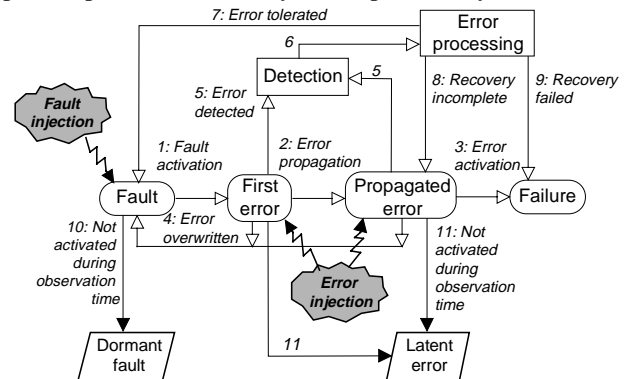 7: Error tolerated
Error
processing
6
Detection
5
5: Error
detected
8: Recovery
incomplete
9: Recovery
failed
Fault
injection
1: Fault
activation
2: Error
propagation
3: Error
activation
Fault
First
error
Propagated
error
Failure
4: Error
overwritten
10: Not
activated
during
observation
time
11: Not
activated
during
observation
time
Error
injection
11
Dormant
fault
Latent
error